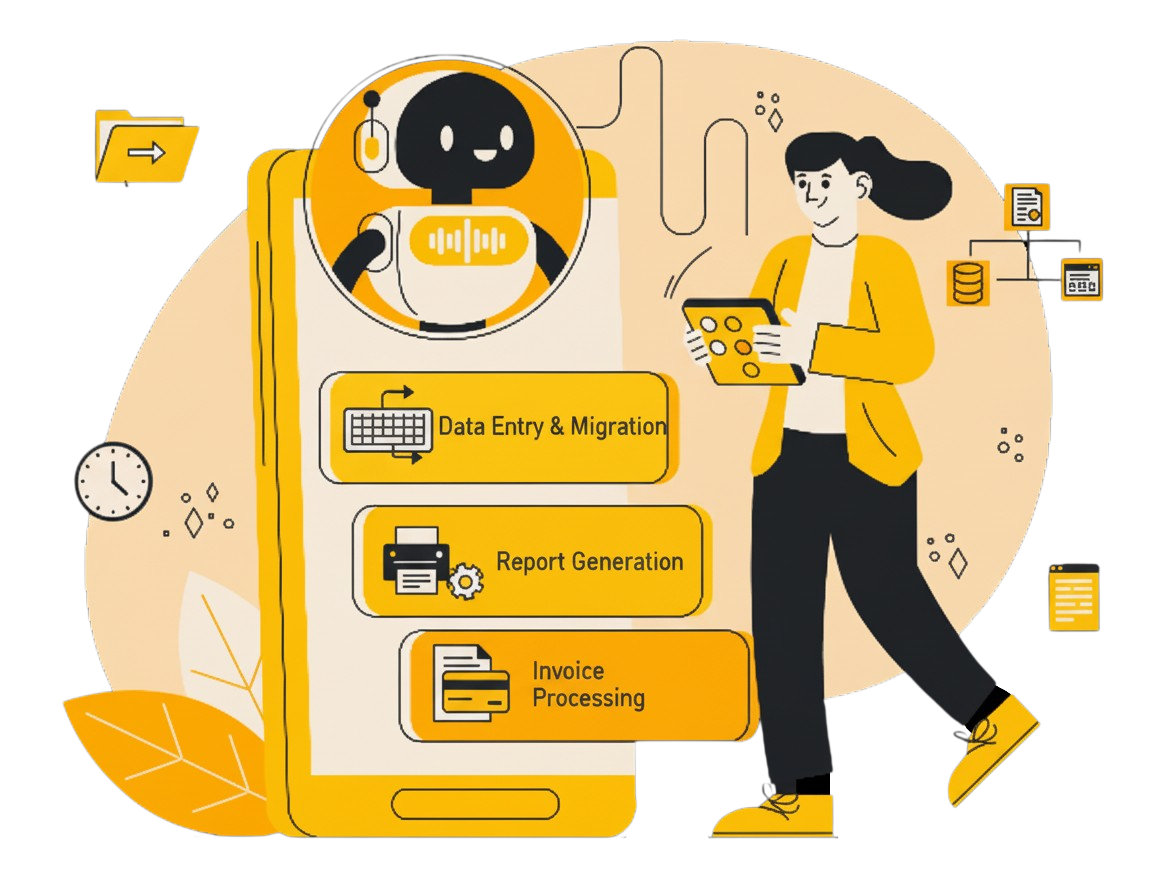 Data Entry & Migration
Report Generation
Invoice
Processing